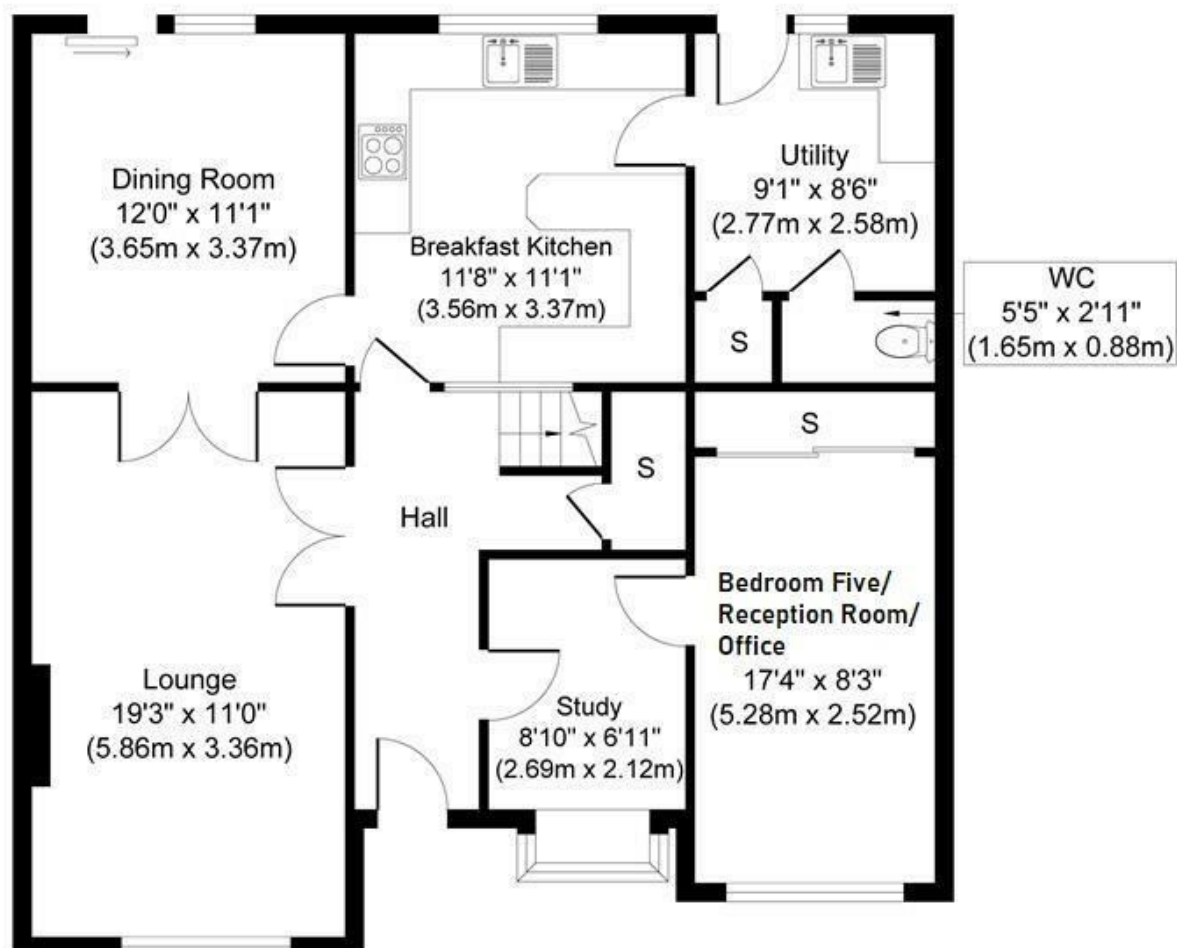 Dining Room
12'0" x 11'1"
(3.65m x 3.37m)
Breakfast Kitchen
11'8" x 11'1"
(3.56m x 3.37m)
Utility
9'1" x 8'6"
(2.77m x 2.58m)
WC
5'5" x 2'11"
(1.65m x 0.88m)
S
S
S
Hall
Lounge
19'3" x 11'0"
(5.86m x 3.36m)
Study
8'10" x 6'11"
(2.69m x 2.12m)
Bedroom Five/
Reception Room/
Office
17'4" x 8'3"
(5.28m x 2.52m)